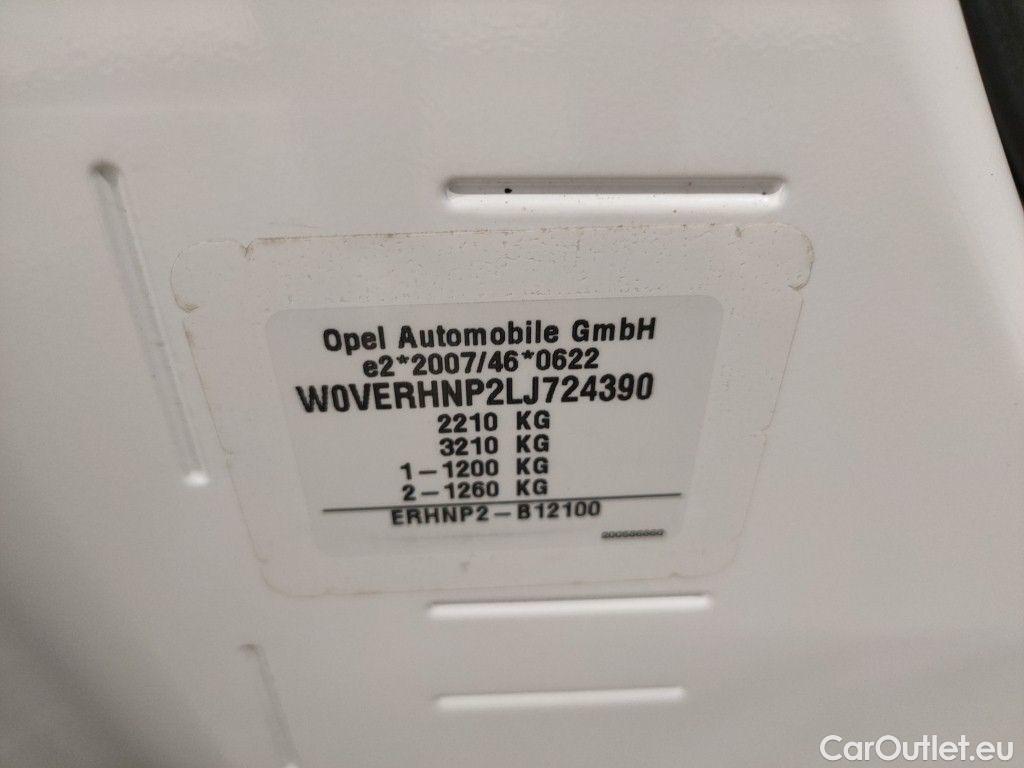 Opel Automobile GmbH
e2*2007/46*0622
W0VERHNP2LJ724390
2210 KG
3210 KG
1-1200 KG
2-1260 KG
ERHNP2-B12100
CarOutlet.eu